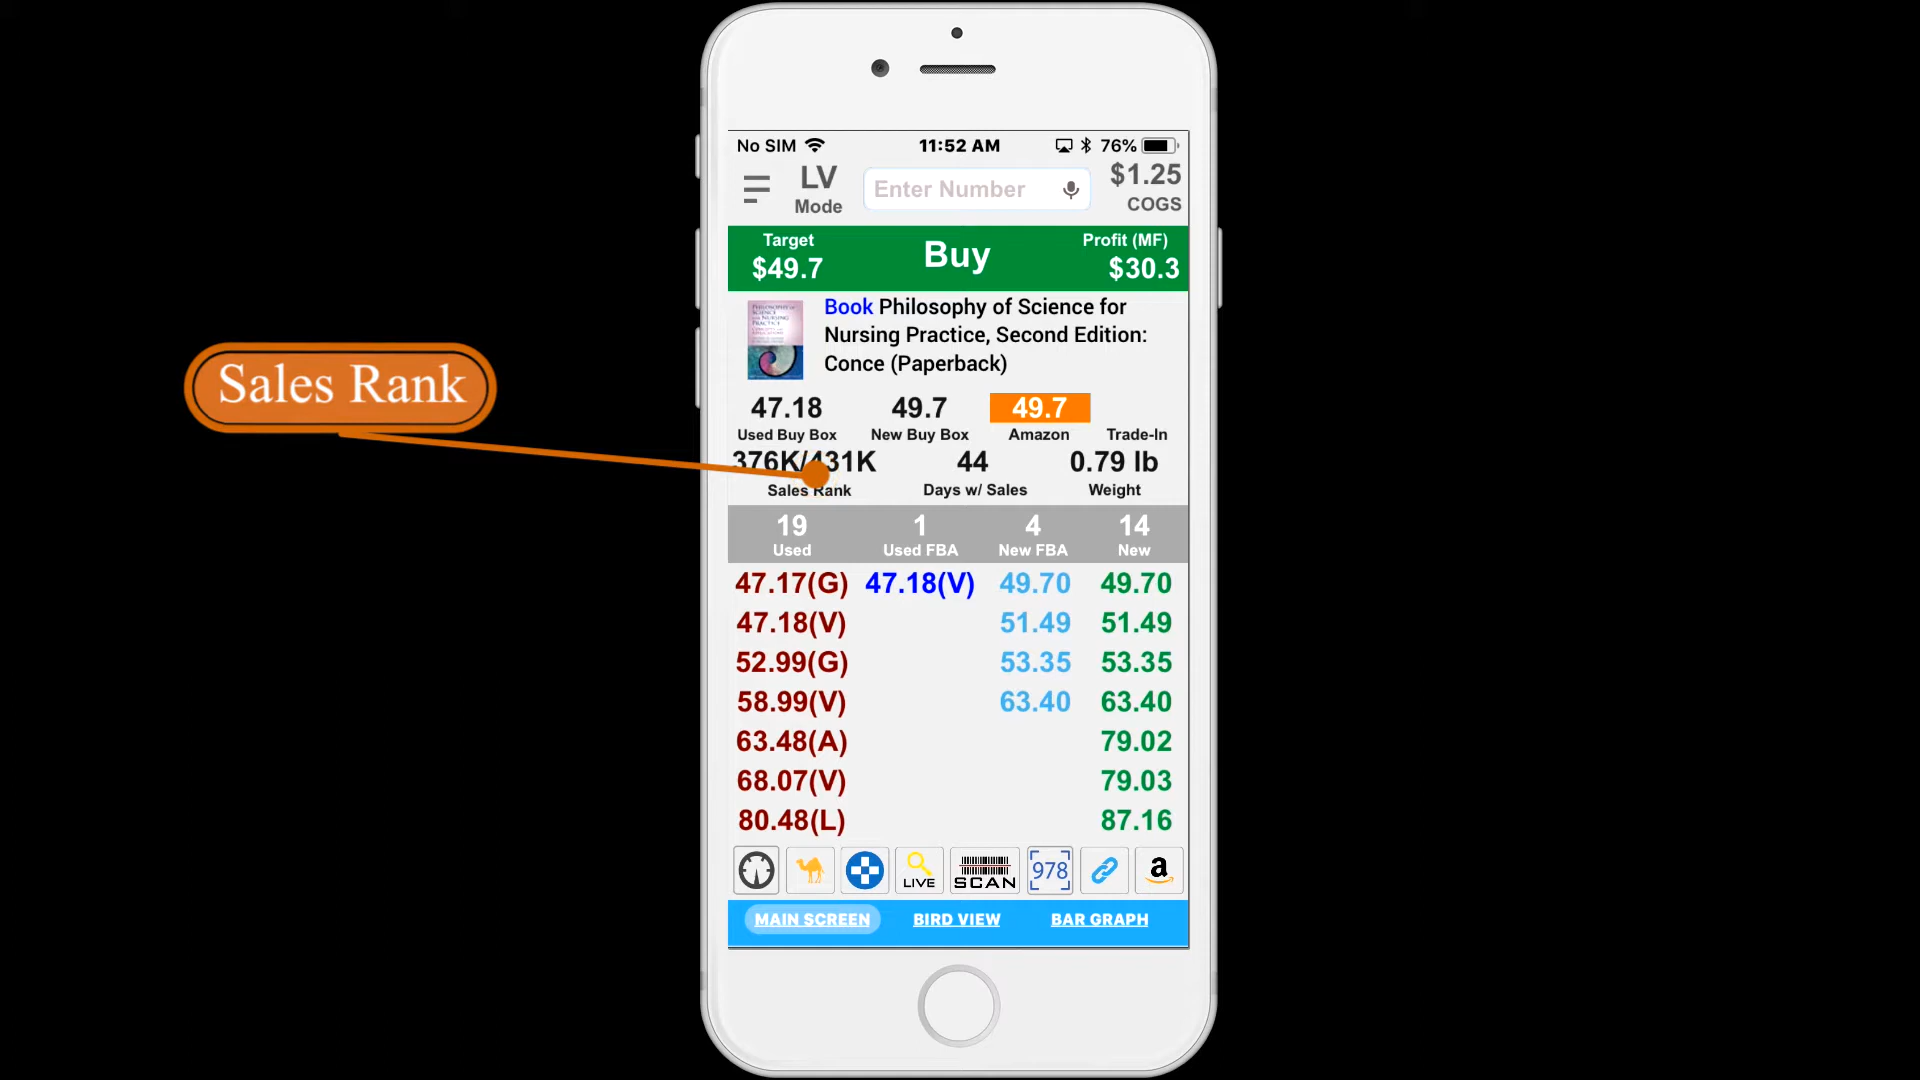 No SIM 11:52 AM 76%
LV Mode
Enter Number
$1.25
COGS
Target
$49.7
Buy
Profit (MF)
$30.3
Book Philosophy of Science for
Nursing Practice, Second Edition:
Conce (Paperback)
47.18 49.7 49.7
Used Buy Box New Buy Box Amazon Trade-In
Sales Rank
376K/431K 44 0.79 lb
Sales Rank Days w/ Sales Weight
19 1 4 14
Used Used FBA New FBA New
47.17(G) 47.18(V) 49.70 49.70
47.18(V) 51.49 51.49
52.99(G) 53.35 53.35
58.99(V) 63.40 63.40
63.48(A) 79.02
68.07(V) 79.03
80.48(L) 87.16
LIVE SCAN 978 a
MAIN SCREEN BIRD VIEW BAR GRAPH